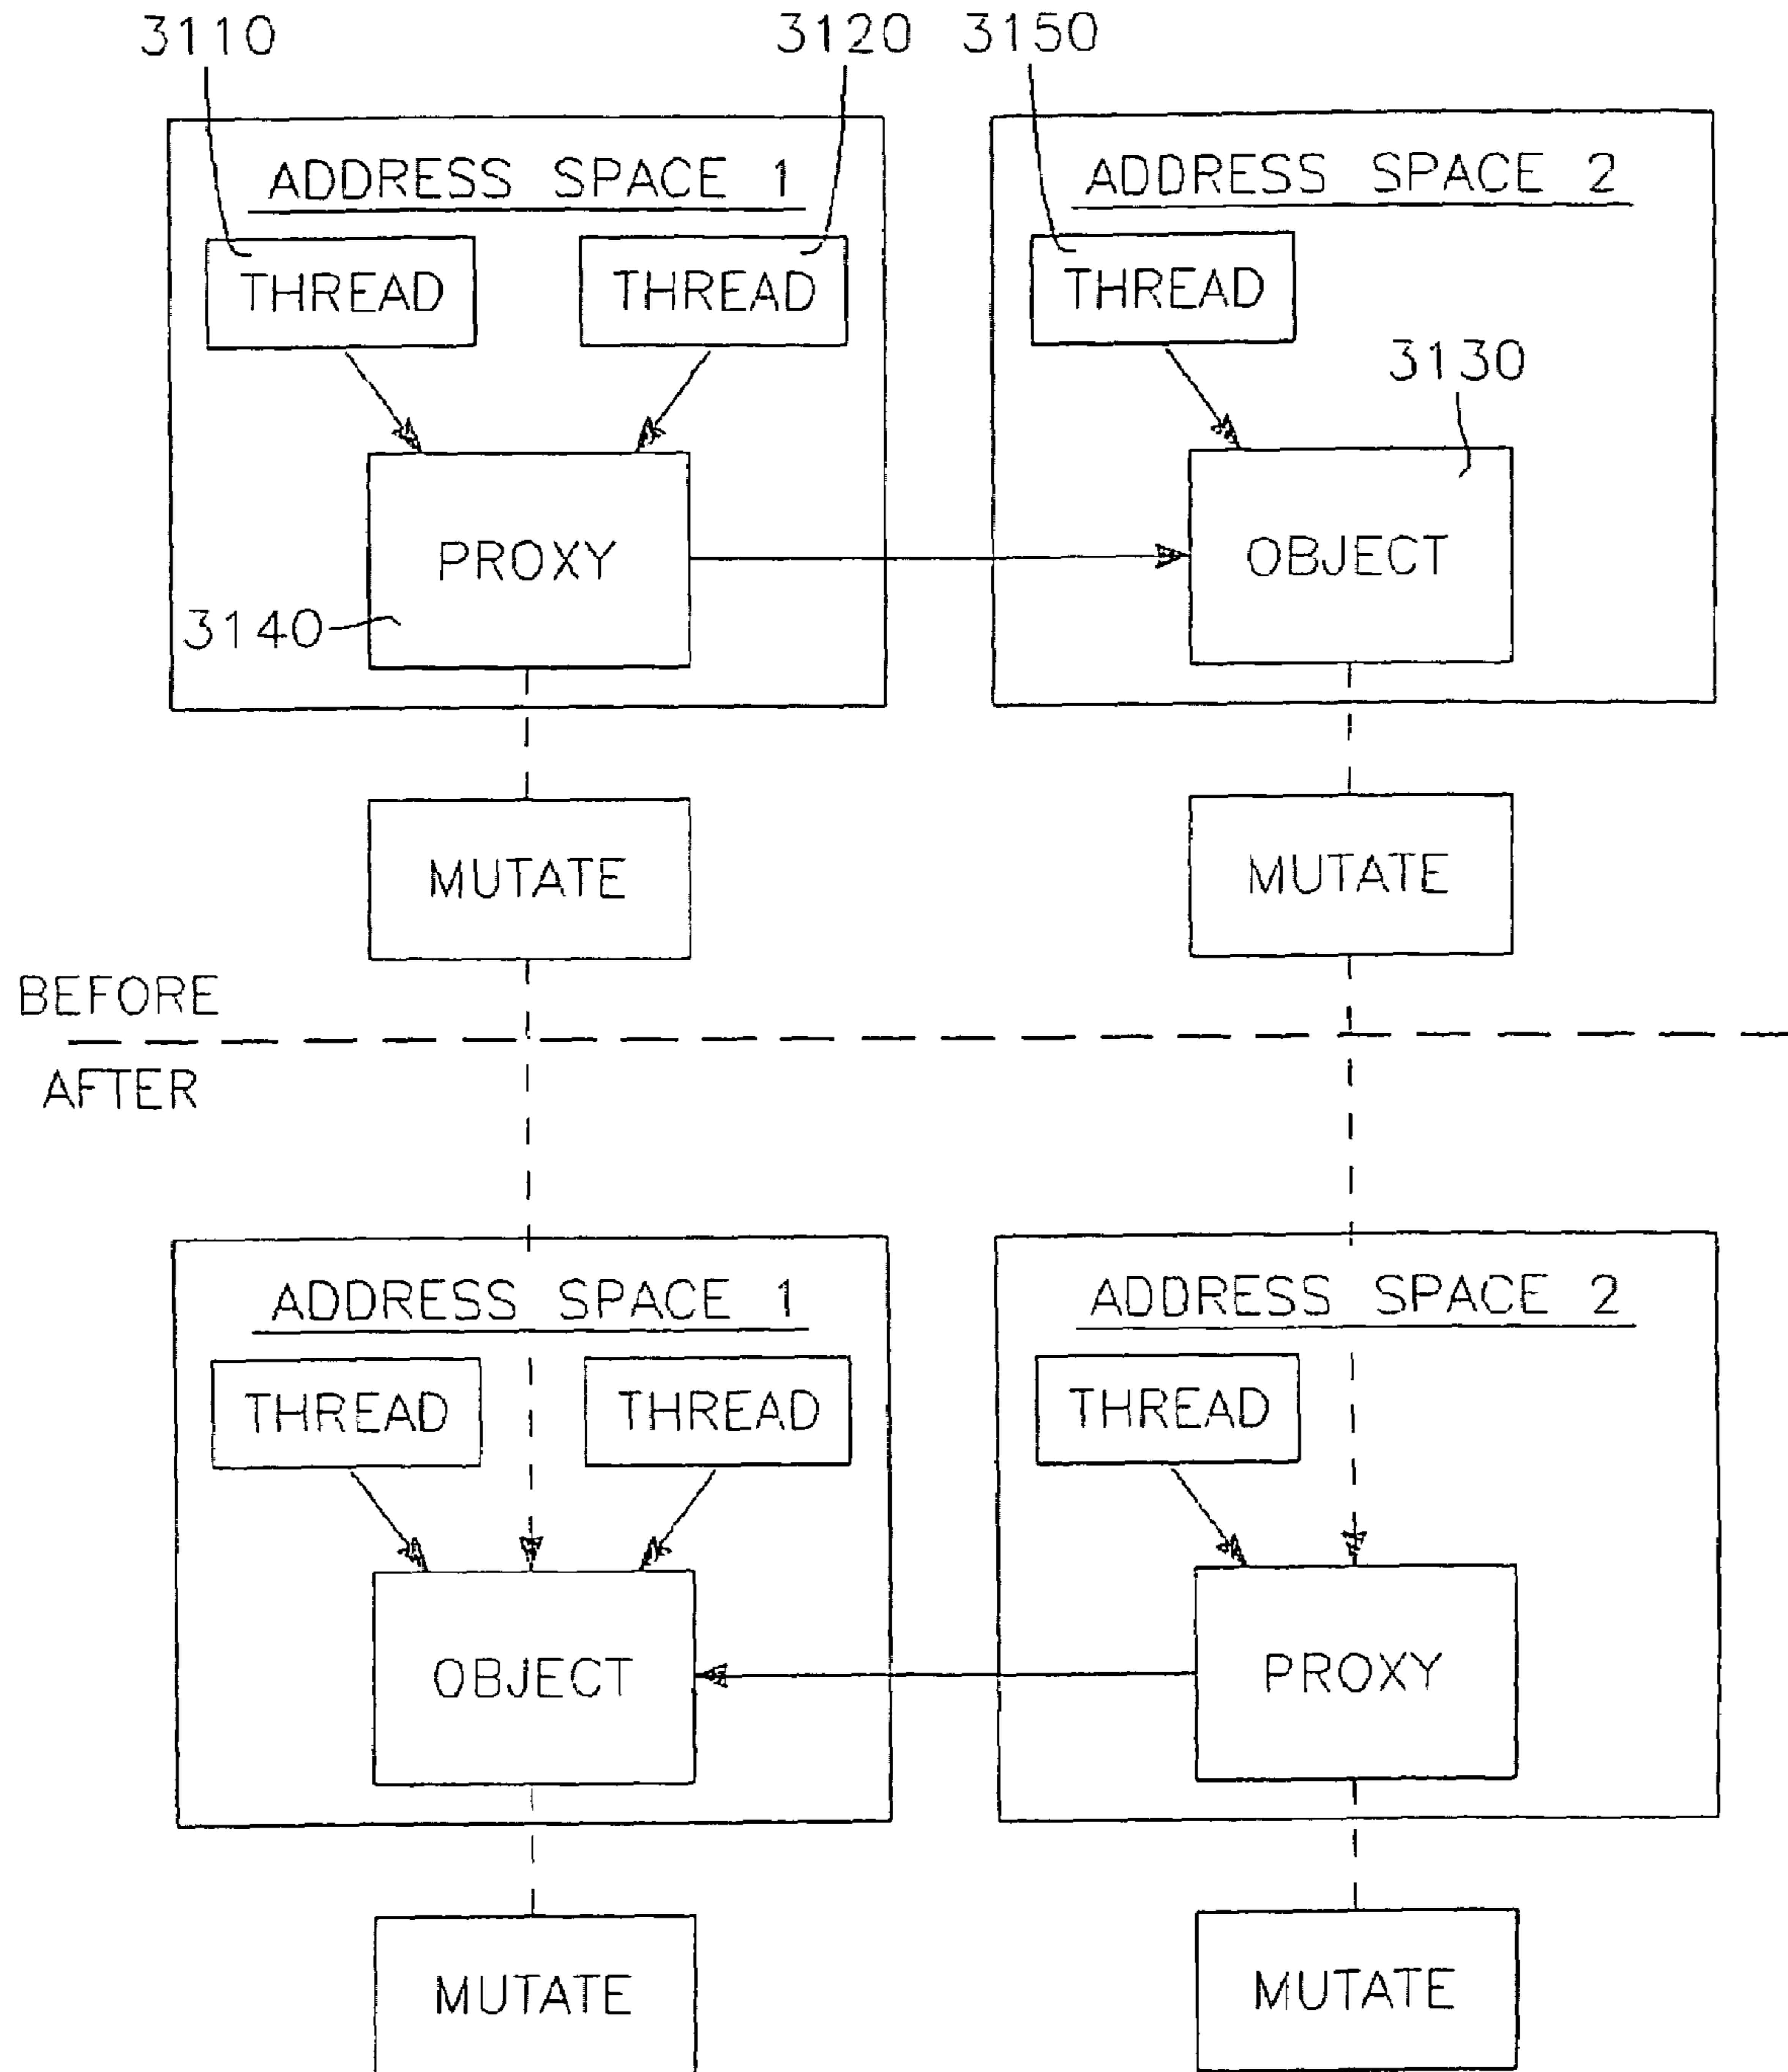 3110 3120 3150
ADDRESS SPACE 1 ADDRESS SPACE 2
THREAD THREAD THREAD
3130
PROXY OBJECT
3140
MUTATE MUTATE
BEFORE
AFTER
ADDRESS SPACE 1 ADDRESS SPACE 2
THREAD THREAD THREAD
OBJECT PROXY
MUTATE MUTATE